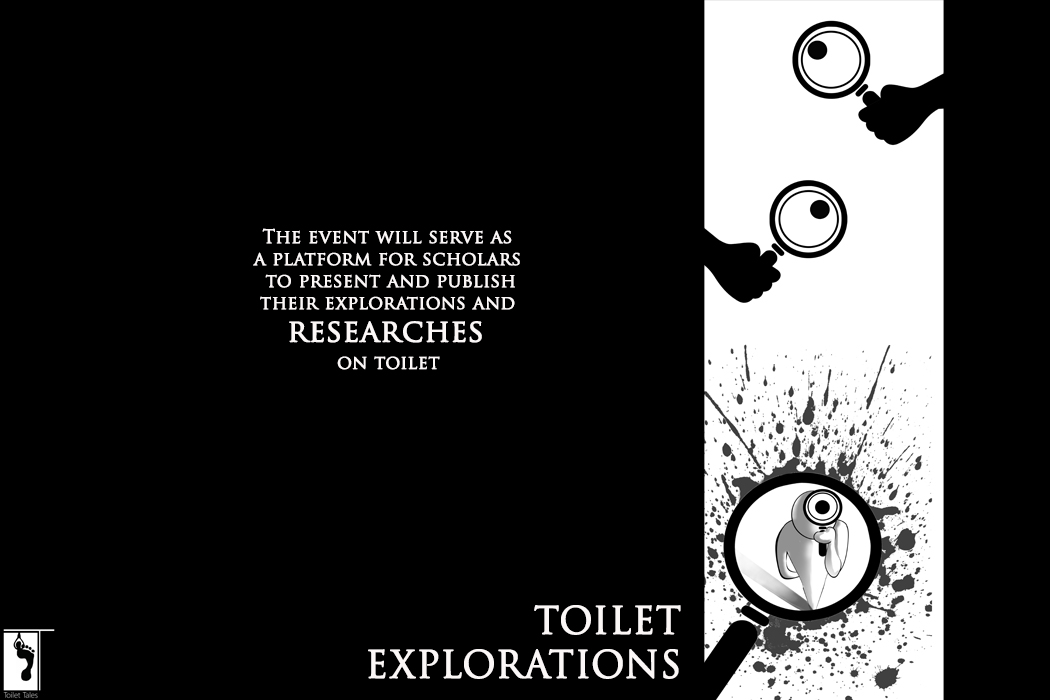 The event will serve as
a platform for scholars
to present and publish
their explorations and
RESEARCHES
on toilet
TOILET
EXPLORATIONS
Toilet Tales